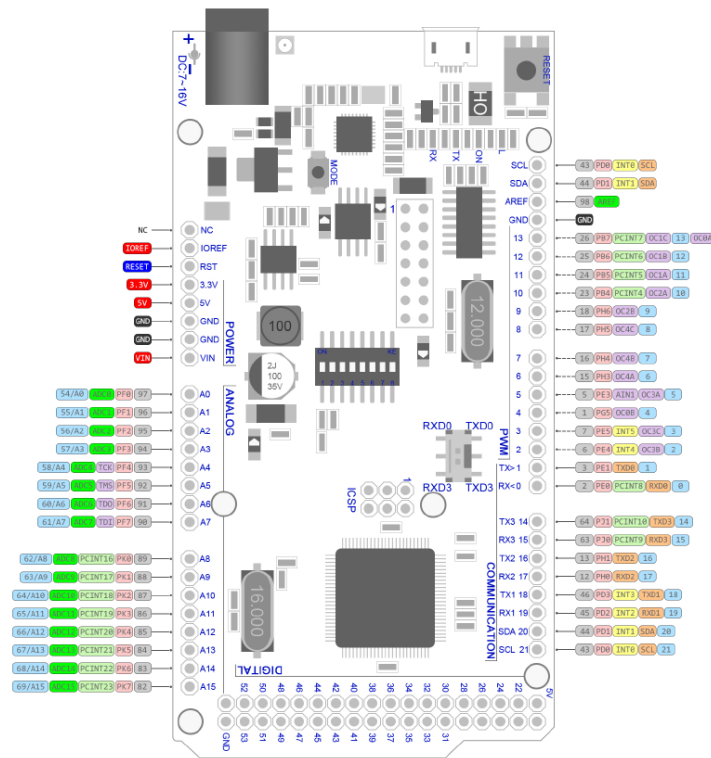 +
−
DC:7~16V
RESET
HO
RX
TX
ON
L
MODE
1
SCL
43 PD0 INT0 SCL
SDA
44 PD1 INT1 SDA
AREF
98 AREF
GND
GND
13
26 PB7 PCINT7 OC1C 13 OC0A
12
25 PB6 PCINT6 OC1B 12
11
24 PB5 PCINT5 OC1A 11
10
23 PB4 PCINT4 OC2A 10
9
18 PH6 OC2B 9
8
17 PH5 OC4C 8
7
16 PH4 OC4B 7
6
15 PH3 OC4A 6
5
5 PE3 AIN1 OC3A 5
4
1 PG5 OC0B 4
3
7 PE5 INT5 OC3C 3
2
6 PE4 INT4 OC3B 2
TX>1
3 PE1 TXD0 1
RX<0
2 PE0 PCINT8 RXD0 0
PWM
TX3 14
64 PJ1 PCINT10 TXD3 14
RX3 15
63 PJ0 PCINT9 RXD3 15
TX2 16
13 PH1 TXD2 16
RX2 17
12 PH0 RXD2 17
TX1 18
46 PD3 INT3 TXD1 18
RX1 19
45 PD2 INT2 RXD1 19
SDA 20
44 PD1 INT1 SDA 20
SCL 21
43 PD0 INT0 SCL 21
COMMUNICATION
NC NC
IOREF IOREF
RESET RST
3.3V 3.3V
5V 5V
GND GND
GND GND
VIN VIN
POWER
100
2J
100
35V
ON KE
1 2 3 4 5 6 7 8
12.000
RXD0 TXD0
RXD3 TXD3
ICSP
1
54/A0 ADC0 PF0 97 A0
55/A1 ADC1 PF1 96 A1
56/A2 ADC2 PF2 95 A2
57/A3 ADC3 PF3 94 A3
58/A4 ADC4 TCK PF4 93 A4
59/A5 ADC5 TMS PF5 92 A5
60/A6 ADC6 TDO PF6 91 A6
61/A7 ADC7 TDI PF7 90 A7
ANALOG
62/A8 ADC8 PCINT16 PK0 89 A8
63/A9 ADC9 PCINT17 PK1 88 A9
64/A10 ADC10 PCINT18 PK2 87 A10
65/A11 ADC11 PCINT19 PK3 86 A11
66/A12 ADC12 PCINT20 PK4 85 A12
67/A13 ADC13 PCINT21 PK5 84 A13
68/A14 ADC14 PCINT22 PK6 83 A14
69/A15 ADC15 PCINT23 PK7 82 A15
16.000
DIGITAL
52 50 48 46 44 42 40 38 36 34 32 30 28 26 24 22 5V
GND 53 51 49 47 45 43 41 39 37 35 33 31